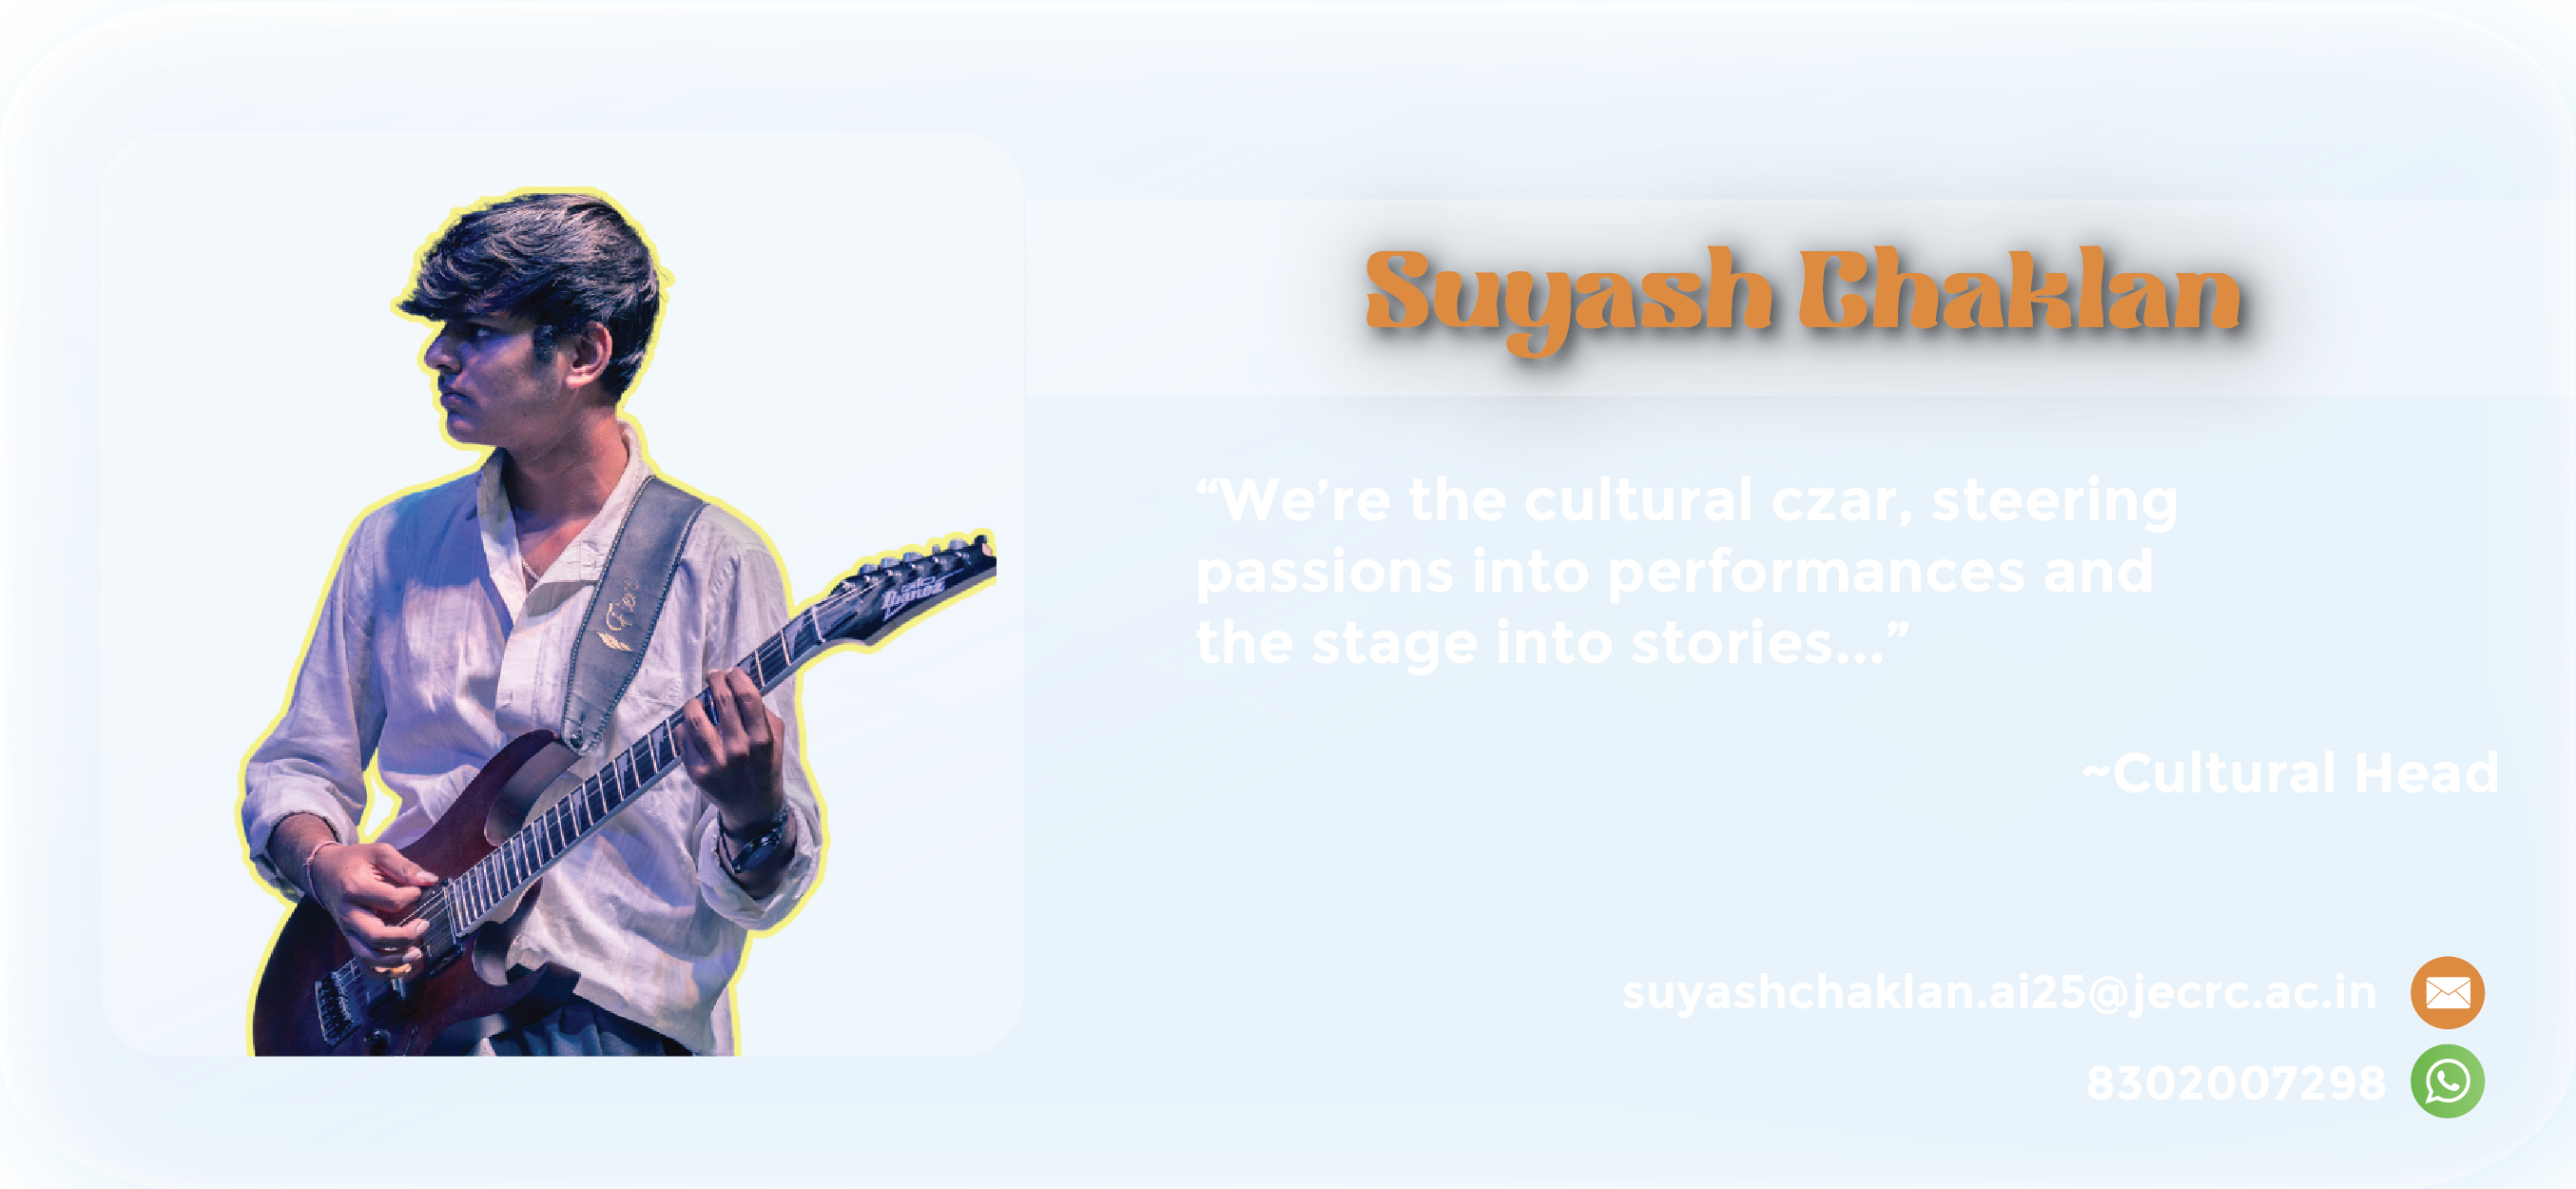 Suyash Chaklan
“We’re the cultural czar, steering
passions into performances and
the stage into stories...”
~Cultural Head
suyashchaklan.ai25@jecrc.ac.in
8302007298
Ibanez